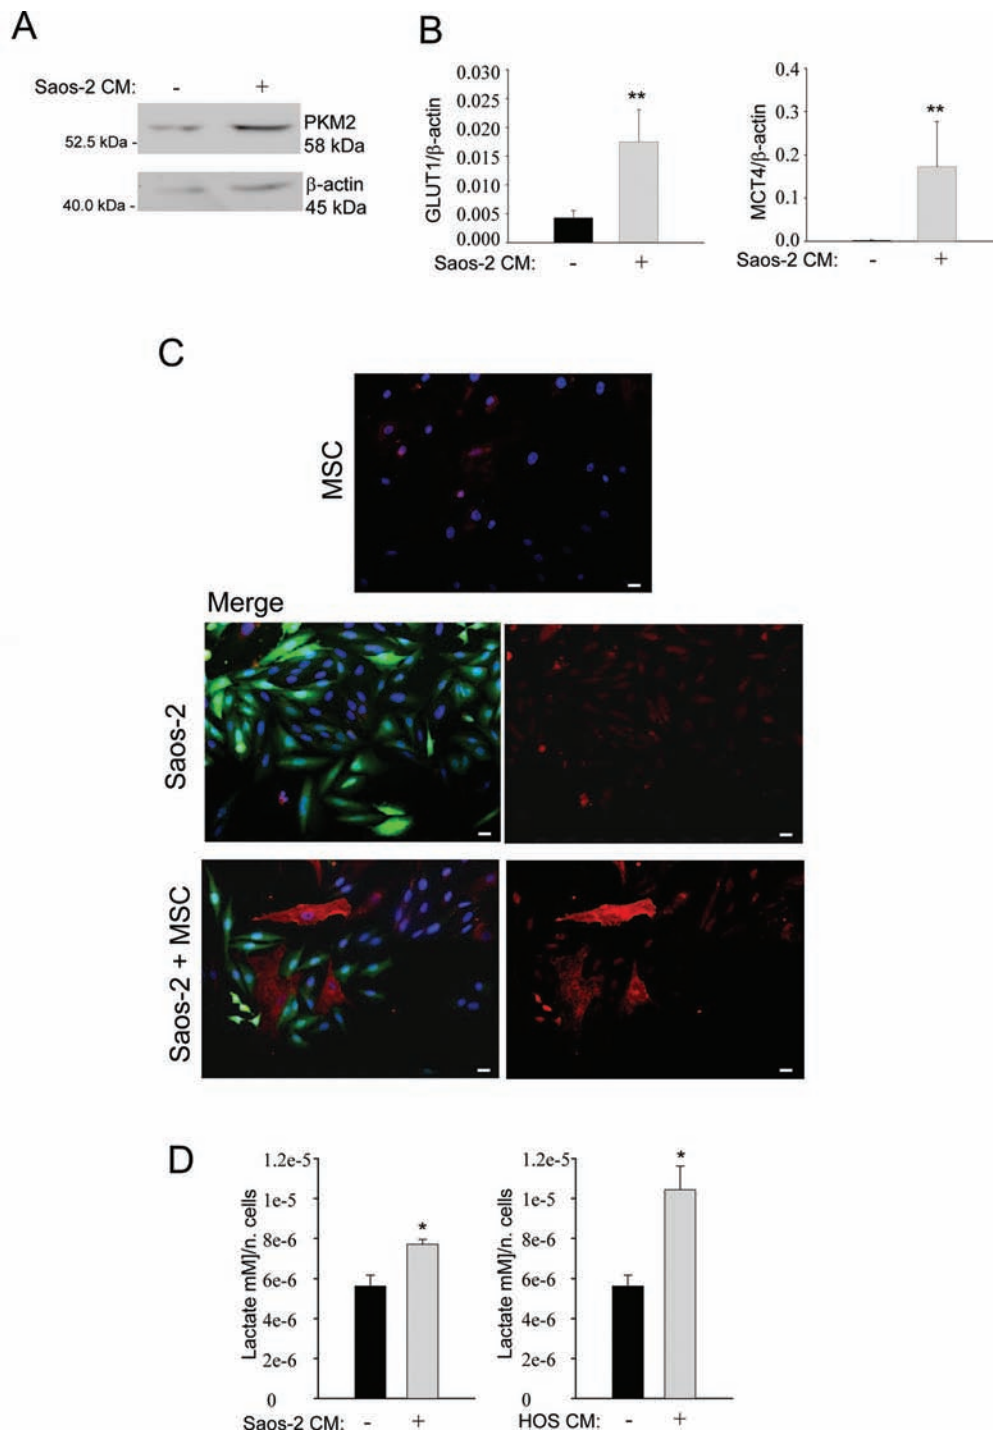 A
Saos-2 CM: - +
PKM2
52.5 kDa -
58 kDa
β-actin
40.0 kDa -
45 kDa
B
GLUT1/β-actin
0.030
0.025
0.020
0.015
0.010
0.005
0.000
**
Saos-2 CM: - +
MCT4/β-actin
0.4
0.3
0.2
0.1
0.0
**
Saos-2 CM: - +
C
MSC
Merge
Saos-2
Saos-2 + MSC
D
Lactate mM]/n. cells
1.2e-5
1e-5
8e-6
6e-6
4e-6
2e-6
0
*
Saos-2 CM: - +
Lactate mM]/n. cells
1.2e-5
1e-5
8e-6
6e-6
4e-6
2e-6
0
*
HOS CM: - +